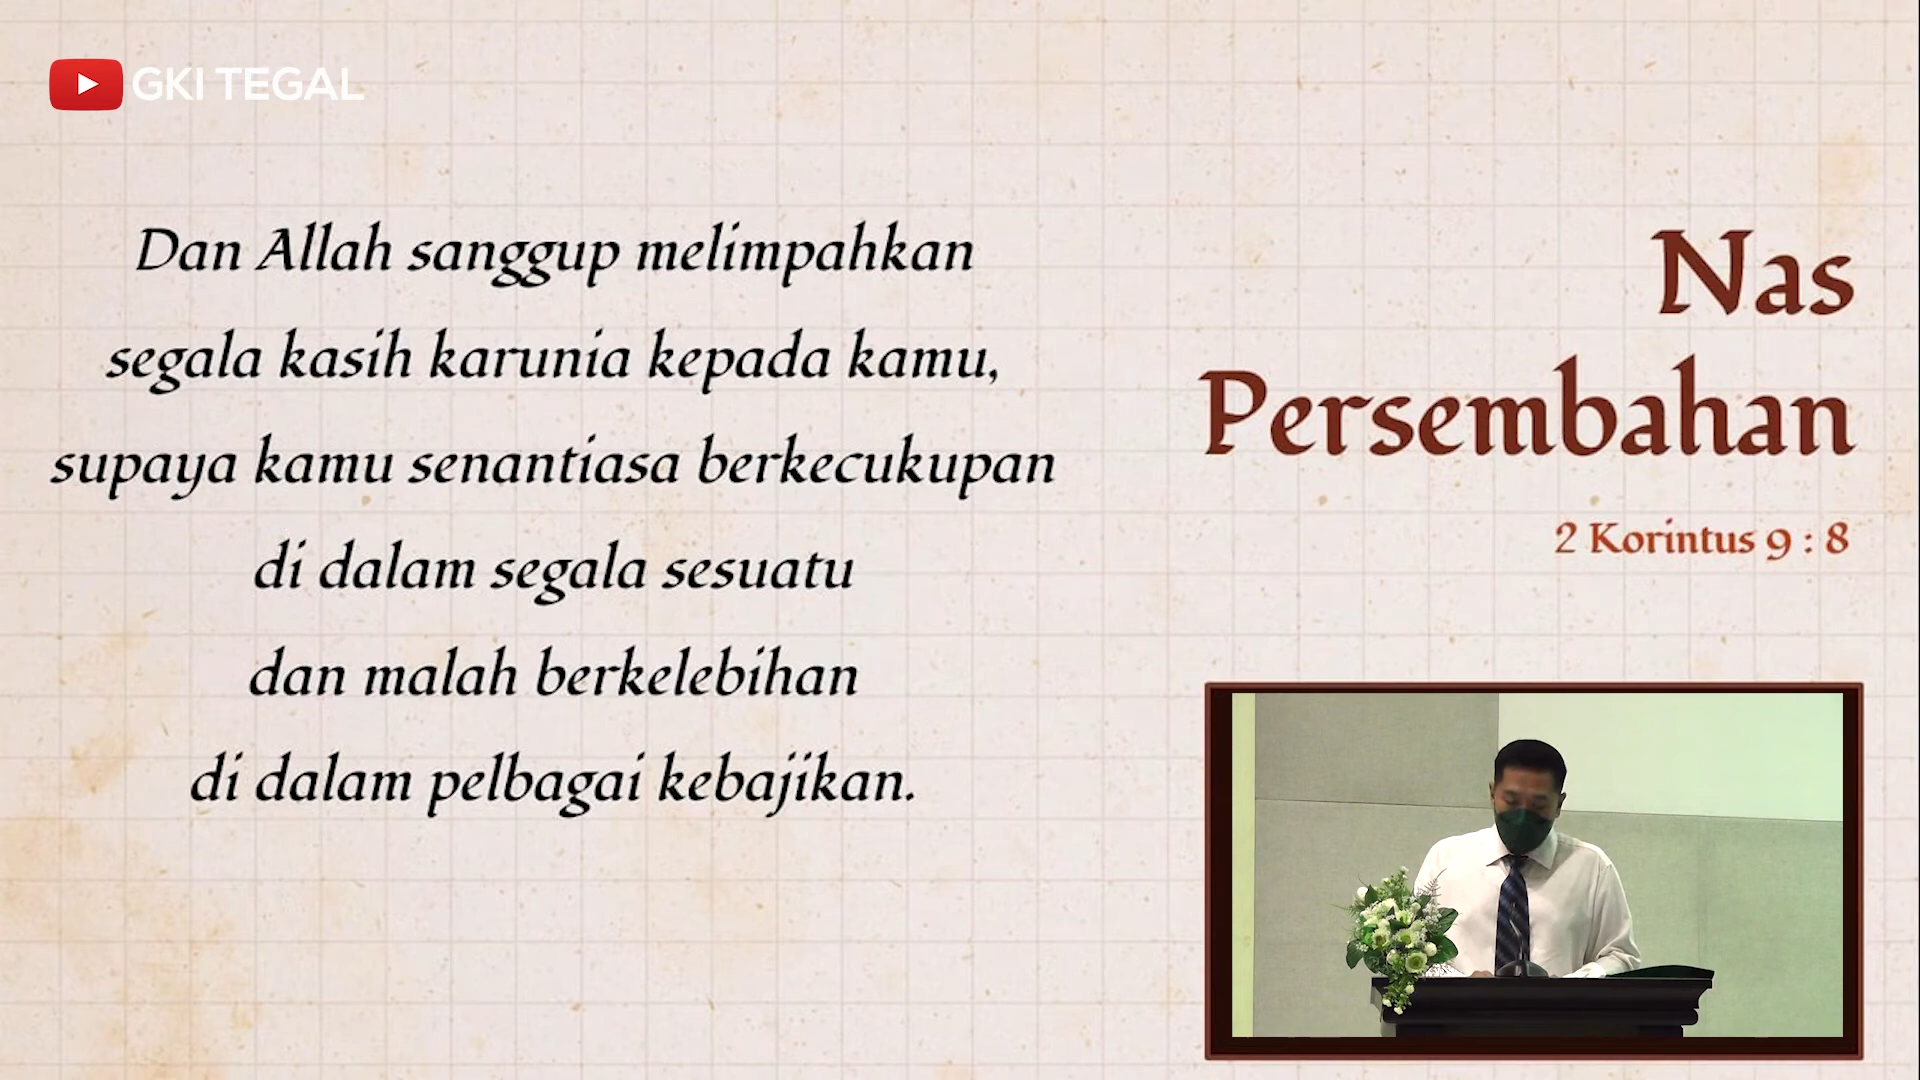 GKI TEGAL
Dan Allah sanggup melimpahkan
segala kasih karunia kepada kamu,
supaya kamu senantiasa berkecukupan
di dalam segala sesuatu
dan malah berkelebihan
di dalam pelbagai kebajikan.
Nas
Persembahan
2 Korintus 9 : 8